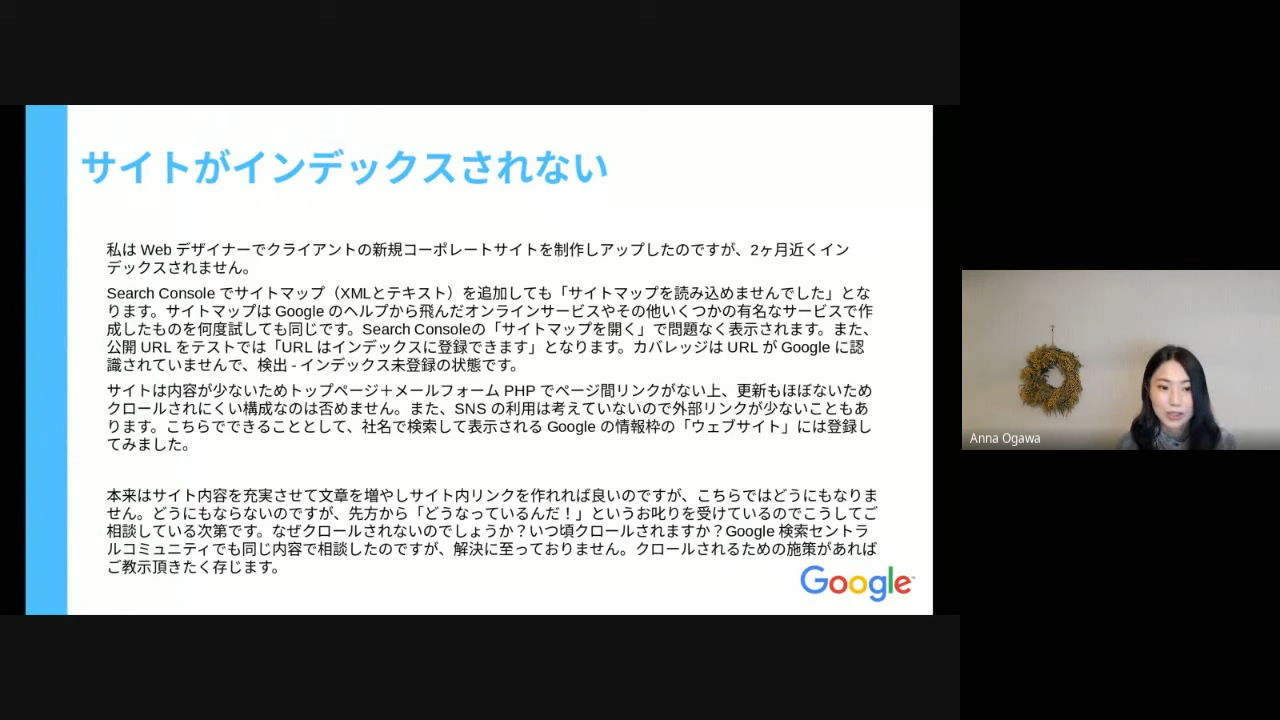 サイトがインデックスされない
私は Web デザイナーでクライアントの新規コーポレートサイトを制作しアップしたのですが、2ヶ月近くイン
デックスされません。
Search Console でサイトマップ（XMLとテキスト）を追加しても「サイトマップを読み込めませんでした」とな
ります。サイトマップは Google のヘルプから飛んだオンラインサービスやその他いくつかの有名なサービスで作
成したものを何度試しても同じです。Search Consoleの「サイトマップを開く」で問題なく表示されます。また、
公開 URL をテストでは「URL はインデックスに登録できます」となります。カバレッジは URL が Google に認
識されていませんで、検出 - インデックス未登録の状態です。
サイトは内容が少ないためトップページ＋メールフォーム PHP でページ間リンクがない上、更新もほぼないため
クロールされにくい構成なのは否めません。また、SNS の利用は考えていないので外部リンクが少ないこともあ
ります。こちらでできることとして、社名で検索して表示される Google の情報枠の「ウェブサイト」には登録し
てみました。
本来はサイト内容を充実させて文章を増やしサイト内リンクを作れれば良いのですが、こちらではどうにもなりま
せん。どうにもならないのですが、先方から「どうなっているんだ！」というお叱りを受けているのでこうしてご
相談している次第です。なぜクロールされないのでしょうか？いつ頃クロールされますか？Google 検索セントラ
ルコミュニティでも同じ内容で相談したのですが、解決に至っておりません。クロールされるための施策があれば
ご教示頂きたく存じます。
Google
Anna Ogawa